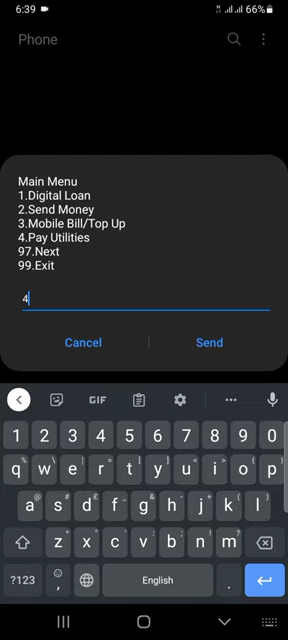 6:39 66%
Phone
Main Menu
1.Digital Loan
2.Send Money
3.Mobile Bill/Top Up
4.Pay Utilities
97.Next
99.Exit
4
Cancel Send
GIF
1 2 3 4 5 6 7 8 9 0
q w e r t y u i o p
a s d f g h j k l
z x c v b n m
?123 , English .